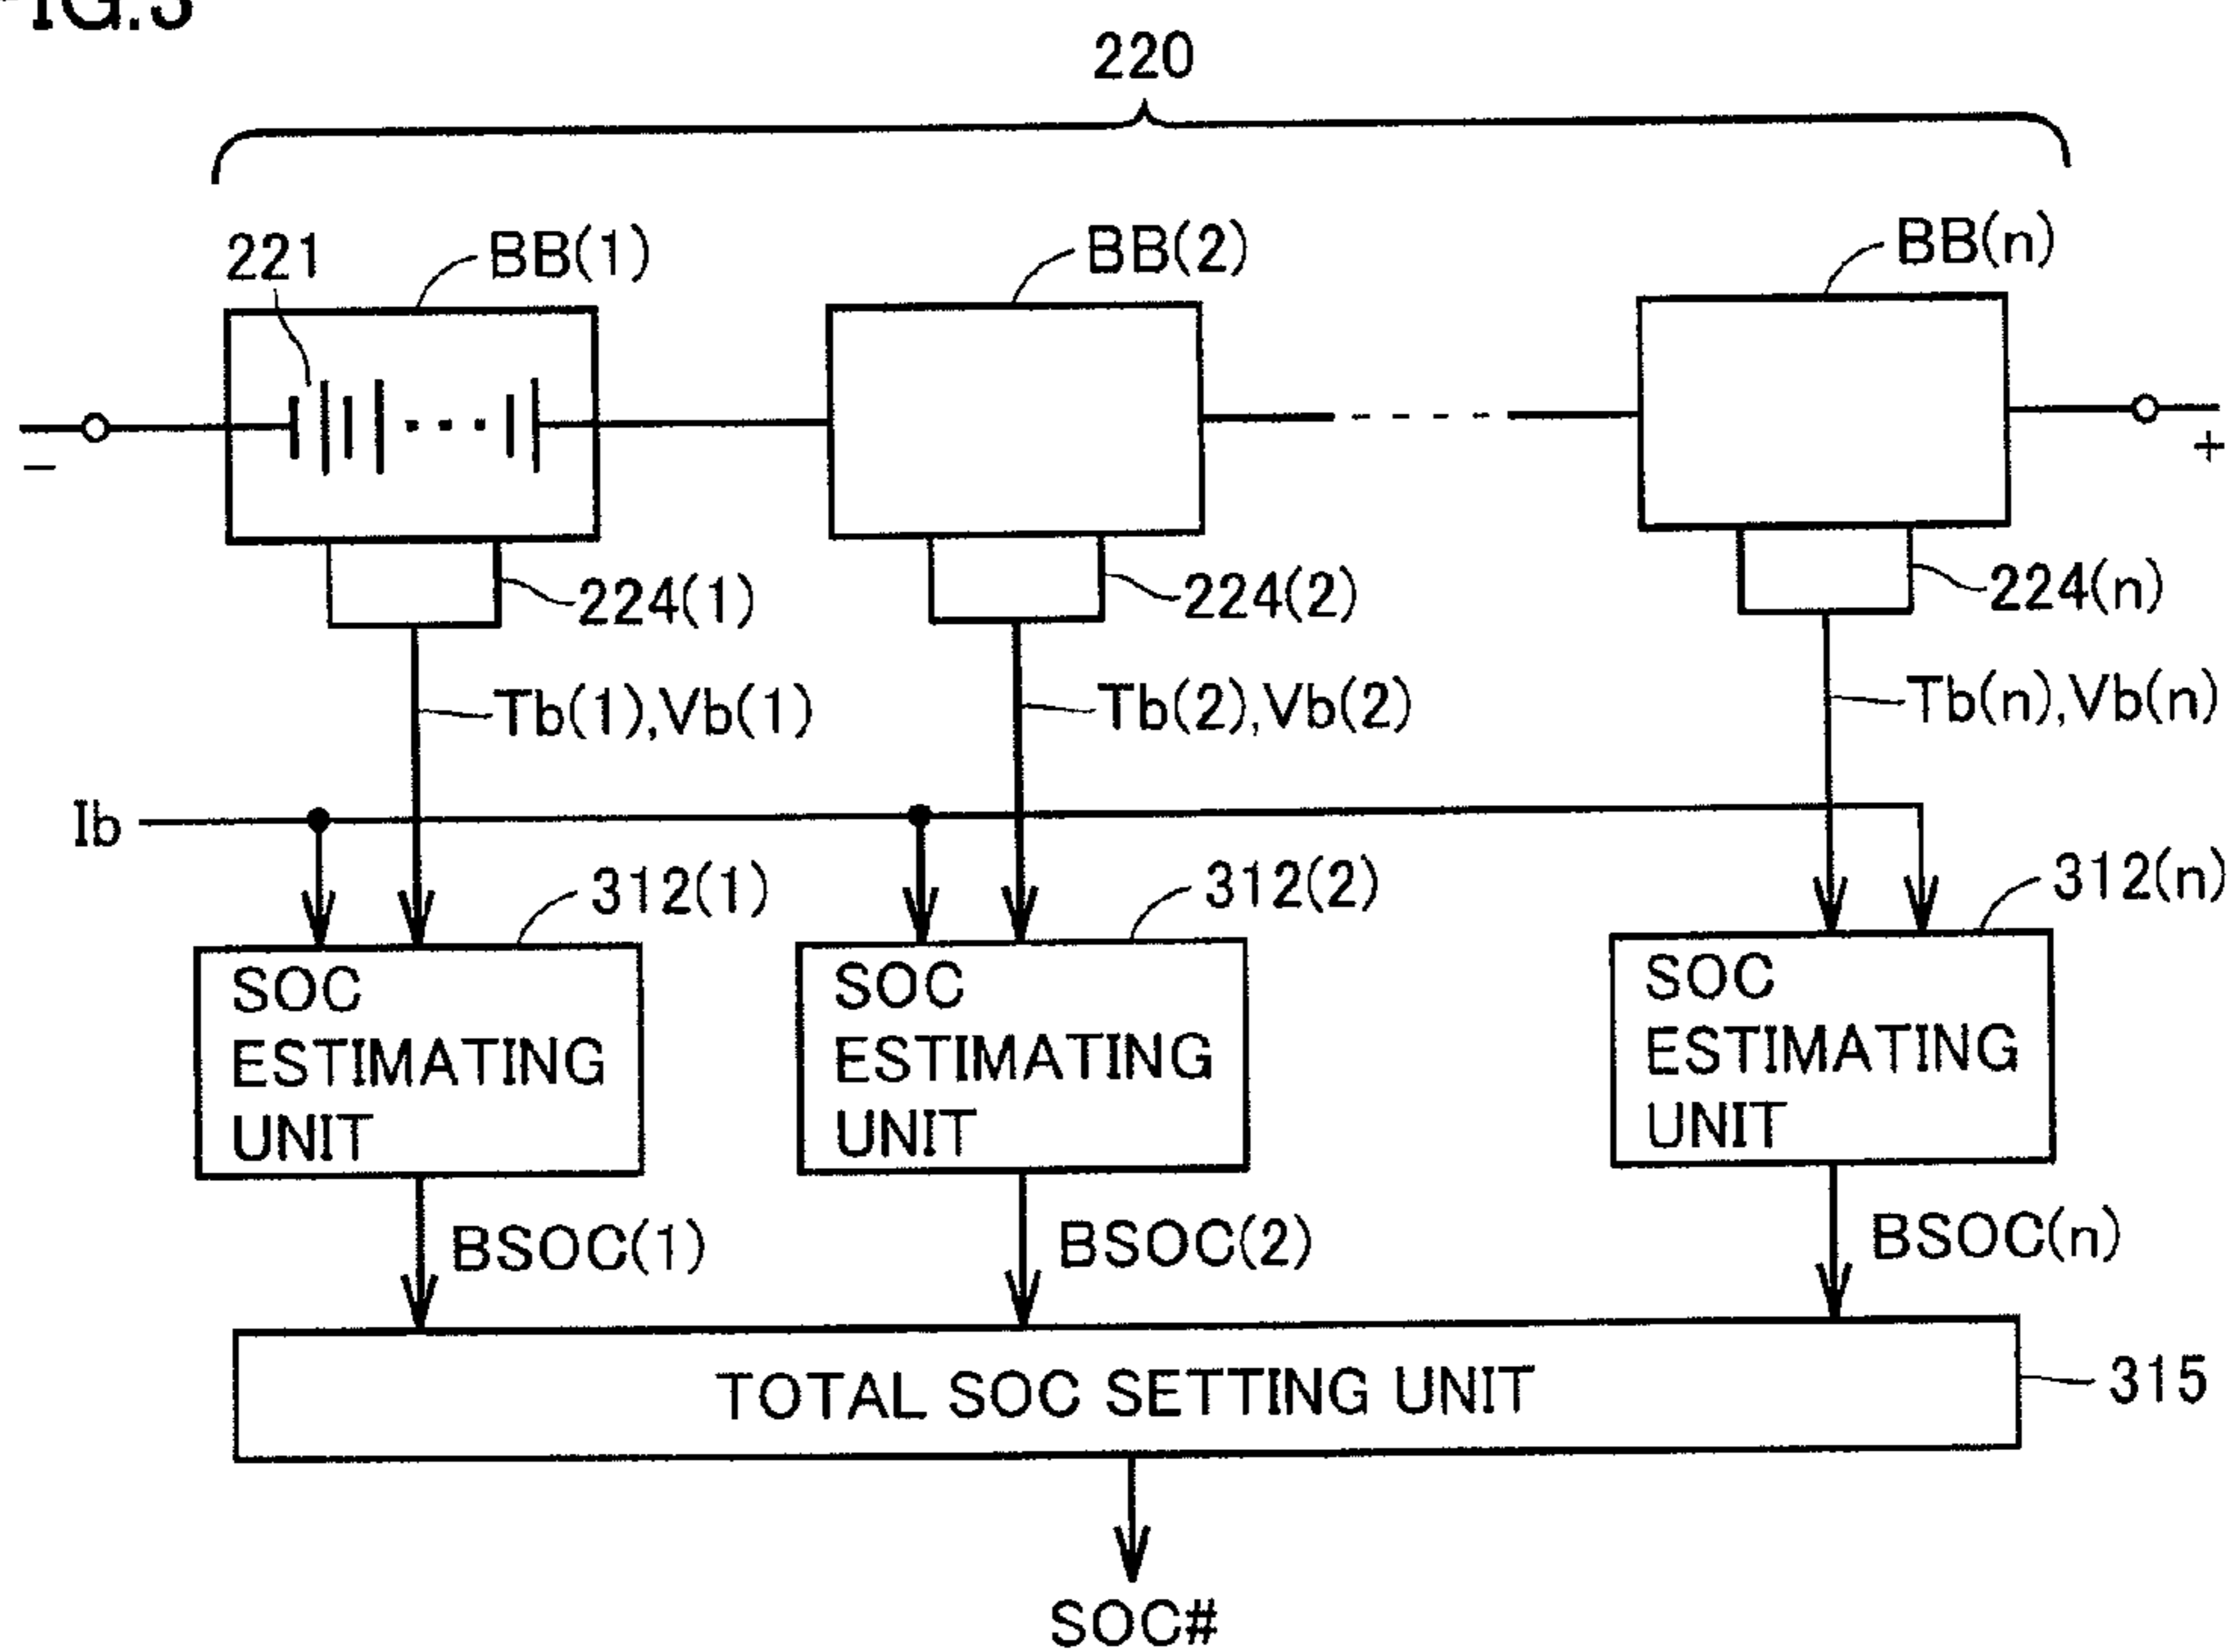 FIG.3
220
221
BB(1)
BB(2)
BB(n)
−
+
224(1)
224(2)
224(n)
Tb(1),Vb(1)
Tb(2),Vb(2)
Tb(n),Vb(n)
Ib
312(1)
312(2)
312(n)
SOC
ESTIMATING
UNIT
SOC
ESTIMATING
UNIT
SOC
ESTIMATING
UNIT
BSOC(1)
BSOC(2)
BSOC(n)
TOTAL SOC SETTING UNIT
315
SOC#